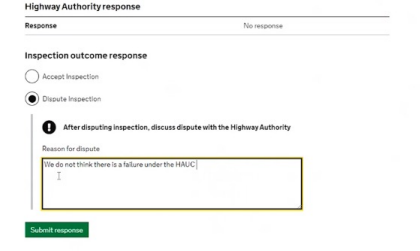 Highway Authority response
Response No response
Inspection outcome response
Accept Inspection
Dispute Inspection
! After disputing inspection, discuss dispute with the Highway Authority
Reason for dispute
We do not think there is a failure under the HAUC
Submit response